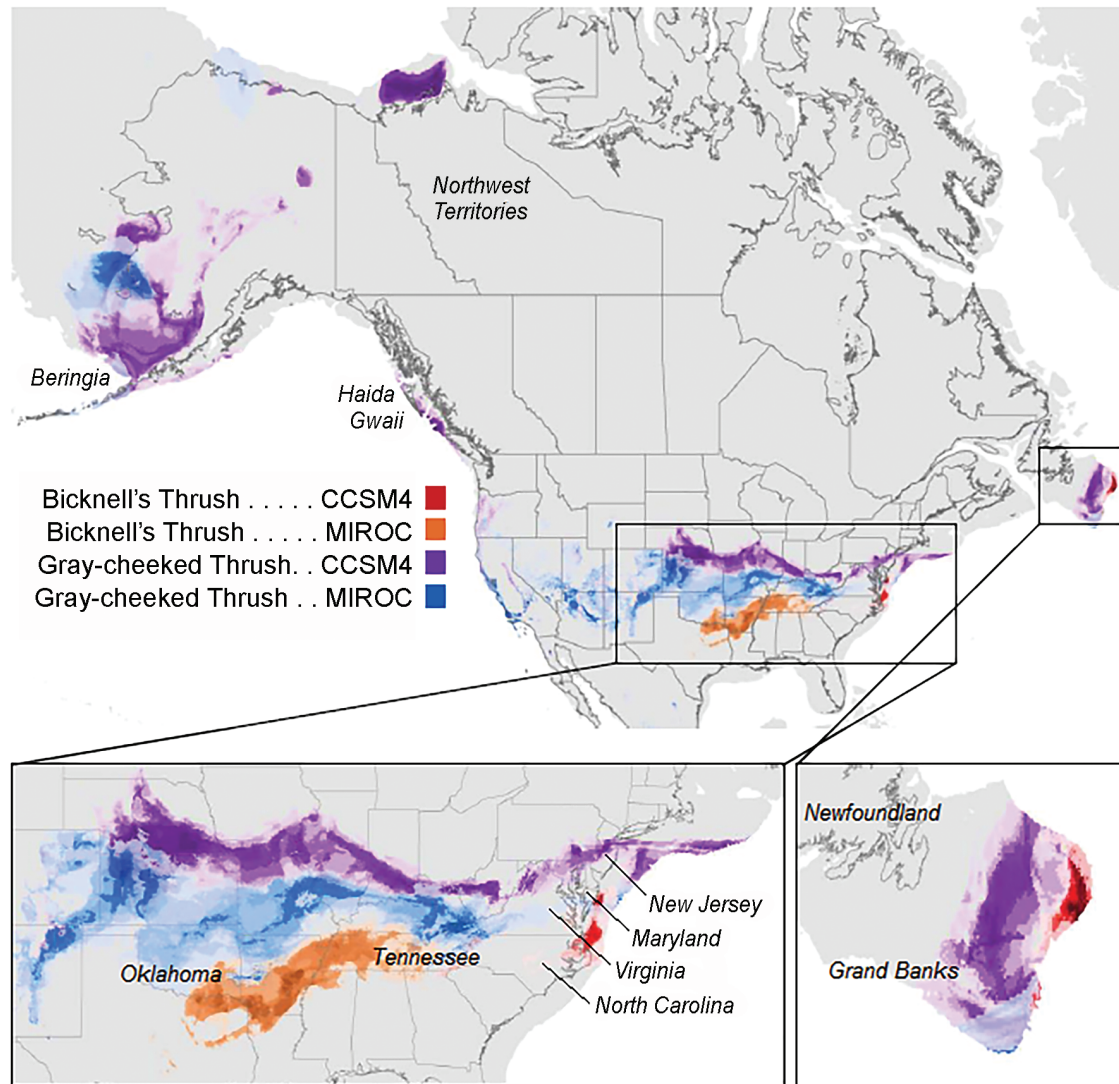 Northwest
Territories
Beringia
Haida
Gwaii
Bicknell’s Thrush . . . . . CCSM4
Bicknell’s Thrush . . . . . MIROC
Gray-cheeked Thrush. . CCSM4
Gray-cheeked Thrush . . MIROC
Newfoundland
New Jersey
Maryland
Tennessee
Virginia
Oklahoma
Grand Banks
North Carolina